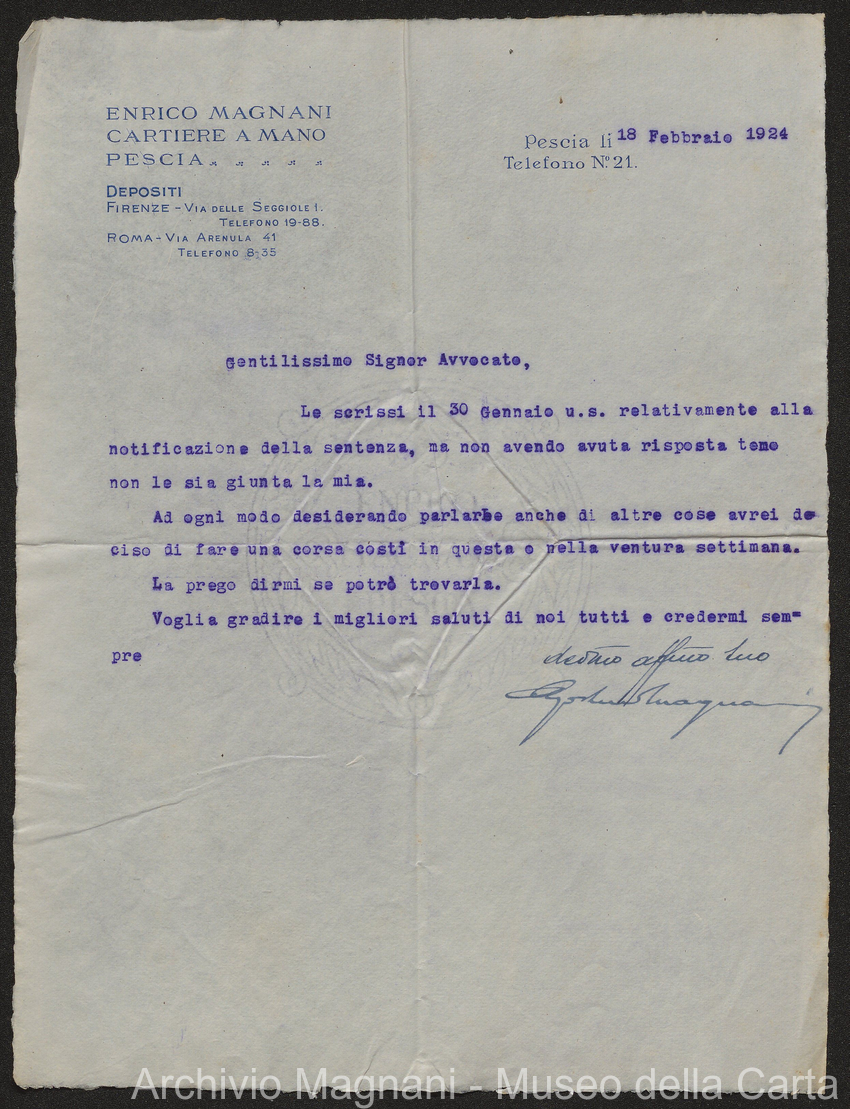 ENRICO MAGNANI
CARTIERE A MANO
PESCIA
DEPOSITI
FIRENZE - VIA DELLE SEGGIOLE 1.
TELEFONO 19-88.
ROMA - VIA ARENULA 41
TELEFONO 8-35
Pescia li 18 Febbraio 1924
Telefono No. 21.
Gentilissimo Signor Avvocato,
Le scrissi il 30 Gennaio u.s. relativamente alla
notificazione della sentenza, ma non avendo avuta risposta temo
non le sia giunta la mia.
Ad ogni modo desiderando parlarLe anche di altre cose avrei de=
ciso di fare una corsa costì in questa o nella ventura settimana.
La prego dirmi se potrò trovarla.
Voglia gradire i migliori saluti di noi tutti e credermi sem=
pre
affmo Suo
Magnani
Archivio Magnani - Museo della Carta